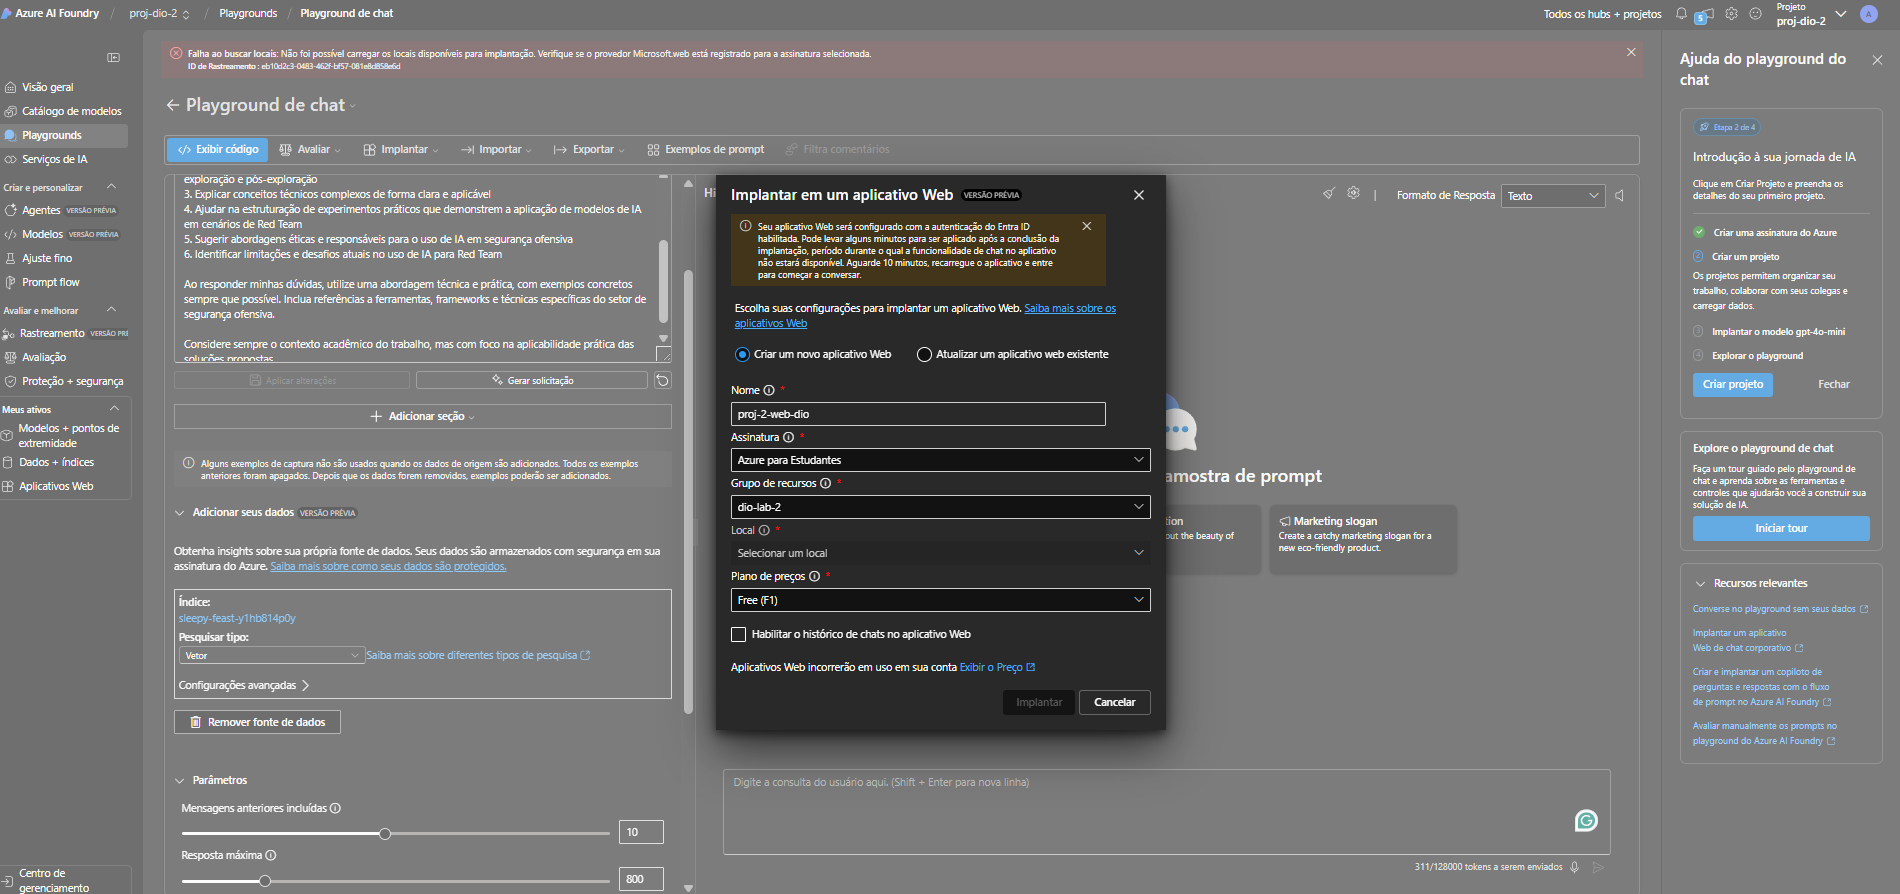 Azure AI Foundry / proj-dio-2 / Playgrounds / Playground de chat
Todos os hubs + projetos
5
Projeto
proj-dio-2
A
Visão geral
Catálogo de modelos
Playgrounds
Serviços de IA
Criar e personalizar
Agentes VERSÃO PRÉVIA
Modelos VERSÃO PRÉVIA
Ajuste fino
Prompt flow
Avaliar e melhorar
Rastreamento VERSÃO PRÉ
Avaliação
Proteção + segurança
Meus ativos
Modelos + pontos de
extremidade
Dados + índices
Aplicativos Web
Centro de
gerenciamento
Falha ao buscar locais: Não foi possível carregar os locais disponíveis para implantação. Verifique se o provedor Microsoft.web está registrado para a assinatura selecionada.
ID de Rastreamento : eb10d2c3-0483-462f-bf57-081e8d858e6d
Playground de chat
Exibir código
Avaliar
Implantar
Importar
Exportar
Exemplos de prompt
Filtra comentários
exploração e pós-exploração
3. Explicar conceitos técnicos complexos de forma clara e aplicável
4. Ajudar na estruturação de experimentos práticos que demonstrem a aplicação de modelos de IA
em cenários de Red Team
5. Sugerir abordagens éticas e responsáveis para o uso de IA em segurança ofensiva
6. Identificar limitações e desafios atuais no uso de IA para Red Team
Ao responder minhas dúvidas, utilize uma abordagem técnica e prática, com exemplos concretos
sempre que possível. Inclua referências a ferramentas, frameworks e técnicas específicas do setor de
segurança ofensiva.
Considere sempre o contexto acadêmico do trabalho, mas com foco na aplicabilidade prática das
soluções propostas
Aplicar alterações
Gerar solicitação
Adicionar seção
Alguns exemplos de captura não são usados quando os dados de origem são adicionados. Todos os exemplos
anteriores foram apagados. Depois que os dados forem removidos, exemplos poderão ser adicionados.
Adicionar seus dados VERSÃO PRÉVIA
Obtenha insights sobre sua própria fonte de dados. Seus dados são armazenados com segurança em sua
assinatura do Azure. Saiba mais sobre como seus dados são protegidos.
Índice:
sleepy-feast-y1hb814p0y
Pesquisar tipo:
Vetor
Saiba mais sobre diferentes tipos de pesquisa
Configurações avançadas
Remover fonte de dados
Parâmetros
Mensagens anteriores incluídas
10
Resposta máxima
800
Hi
Formato de Resposta
Texto
Implantar em um aplicativo Web VERSÃO PRÉVIA
Seu aplicativo Web será configurado com a autenticação do Entra ID
habilitada. Pode levar alguns minutos para ser aplicado após a conclusão da
implantação, período durante o qual a funcionalidade de chat no aplicativo
não estará disponível. Aguarde 10 minutos, recarregue o aplicativo e entre
para começar a conversar.
Escolha suas configurações para implantar um aplicativo Web. Saiba mais sobre os
aplicativos Web
Criar um novo aplicativo Web
Atualizar um aplicativo web existente
Nome *
proj-2-web-dio
Assinatura *
Azure para Estudantes
Grupo de recursos *
dio-lab-2
Local *
Selecionar um local
Plano de preços *
Free (F1)
Habilitar o histórico de chats no aplicativo Web
Aplicativos Web incorrerão em uso em sua conta Exibir o Preço
Implantar
Cancelar
amostra de prompt
tion
out the beauty of
Marketing slogan
Create a catchy marketing slogan for a
new eco-friendly product.
Digite a consulta do usuário aqui. (Shift + Enter para nova linha)
311/128000 tokens a serem enviados
Ajuda do playground do
chat
Etapa 2 de 4
Introdução à sua jornada de IA
Clique em Criar Projeto e preencha os
detalhes do seu primeiro projeto.
Criar uma assinatura do Azure
2 Criar um projeto
Os projetos permitem organizar seu
trabalho, colaborar com seus colegas e
carregar dados.
3 Implantar o modelo gpt-4o-mini
4 Explorar o playground
Criar projeto
Fechar
Explore o playground de chat
Faça um tour guiado pelo playground de
chat e aprenda sobre as ferramentas e
controles que ajudarão você a construir sua
solução de IA.
Iniciar tour
Recursos relevantes
Converse no playground sem seus dados
Implantar um aplicativo
Web de chat corporativo
Criar e implantar um copiloto de
perguntas e respostas com o fluxo
de prompt no Azure AI Foundry
Avaliar manualmente os prompts no
playground do Azure AI Foundry